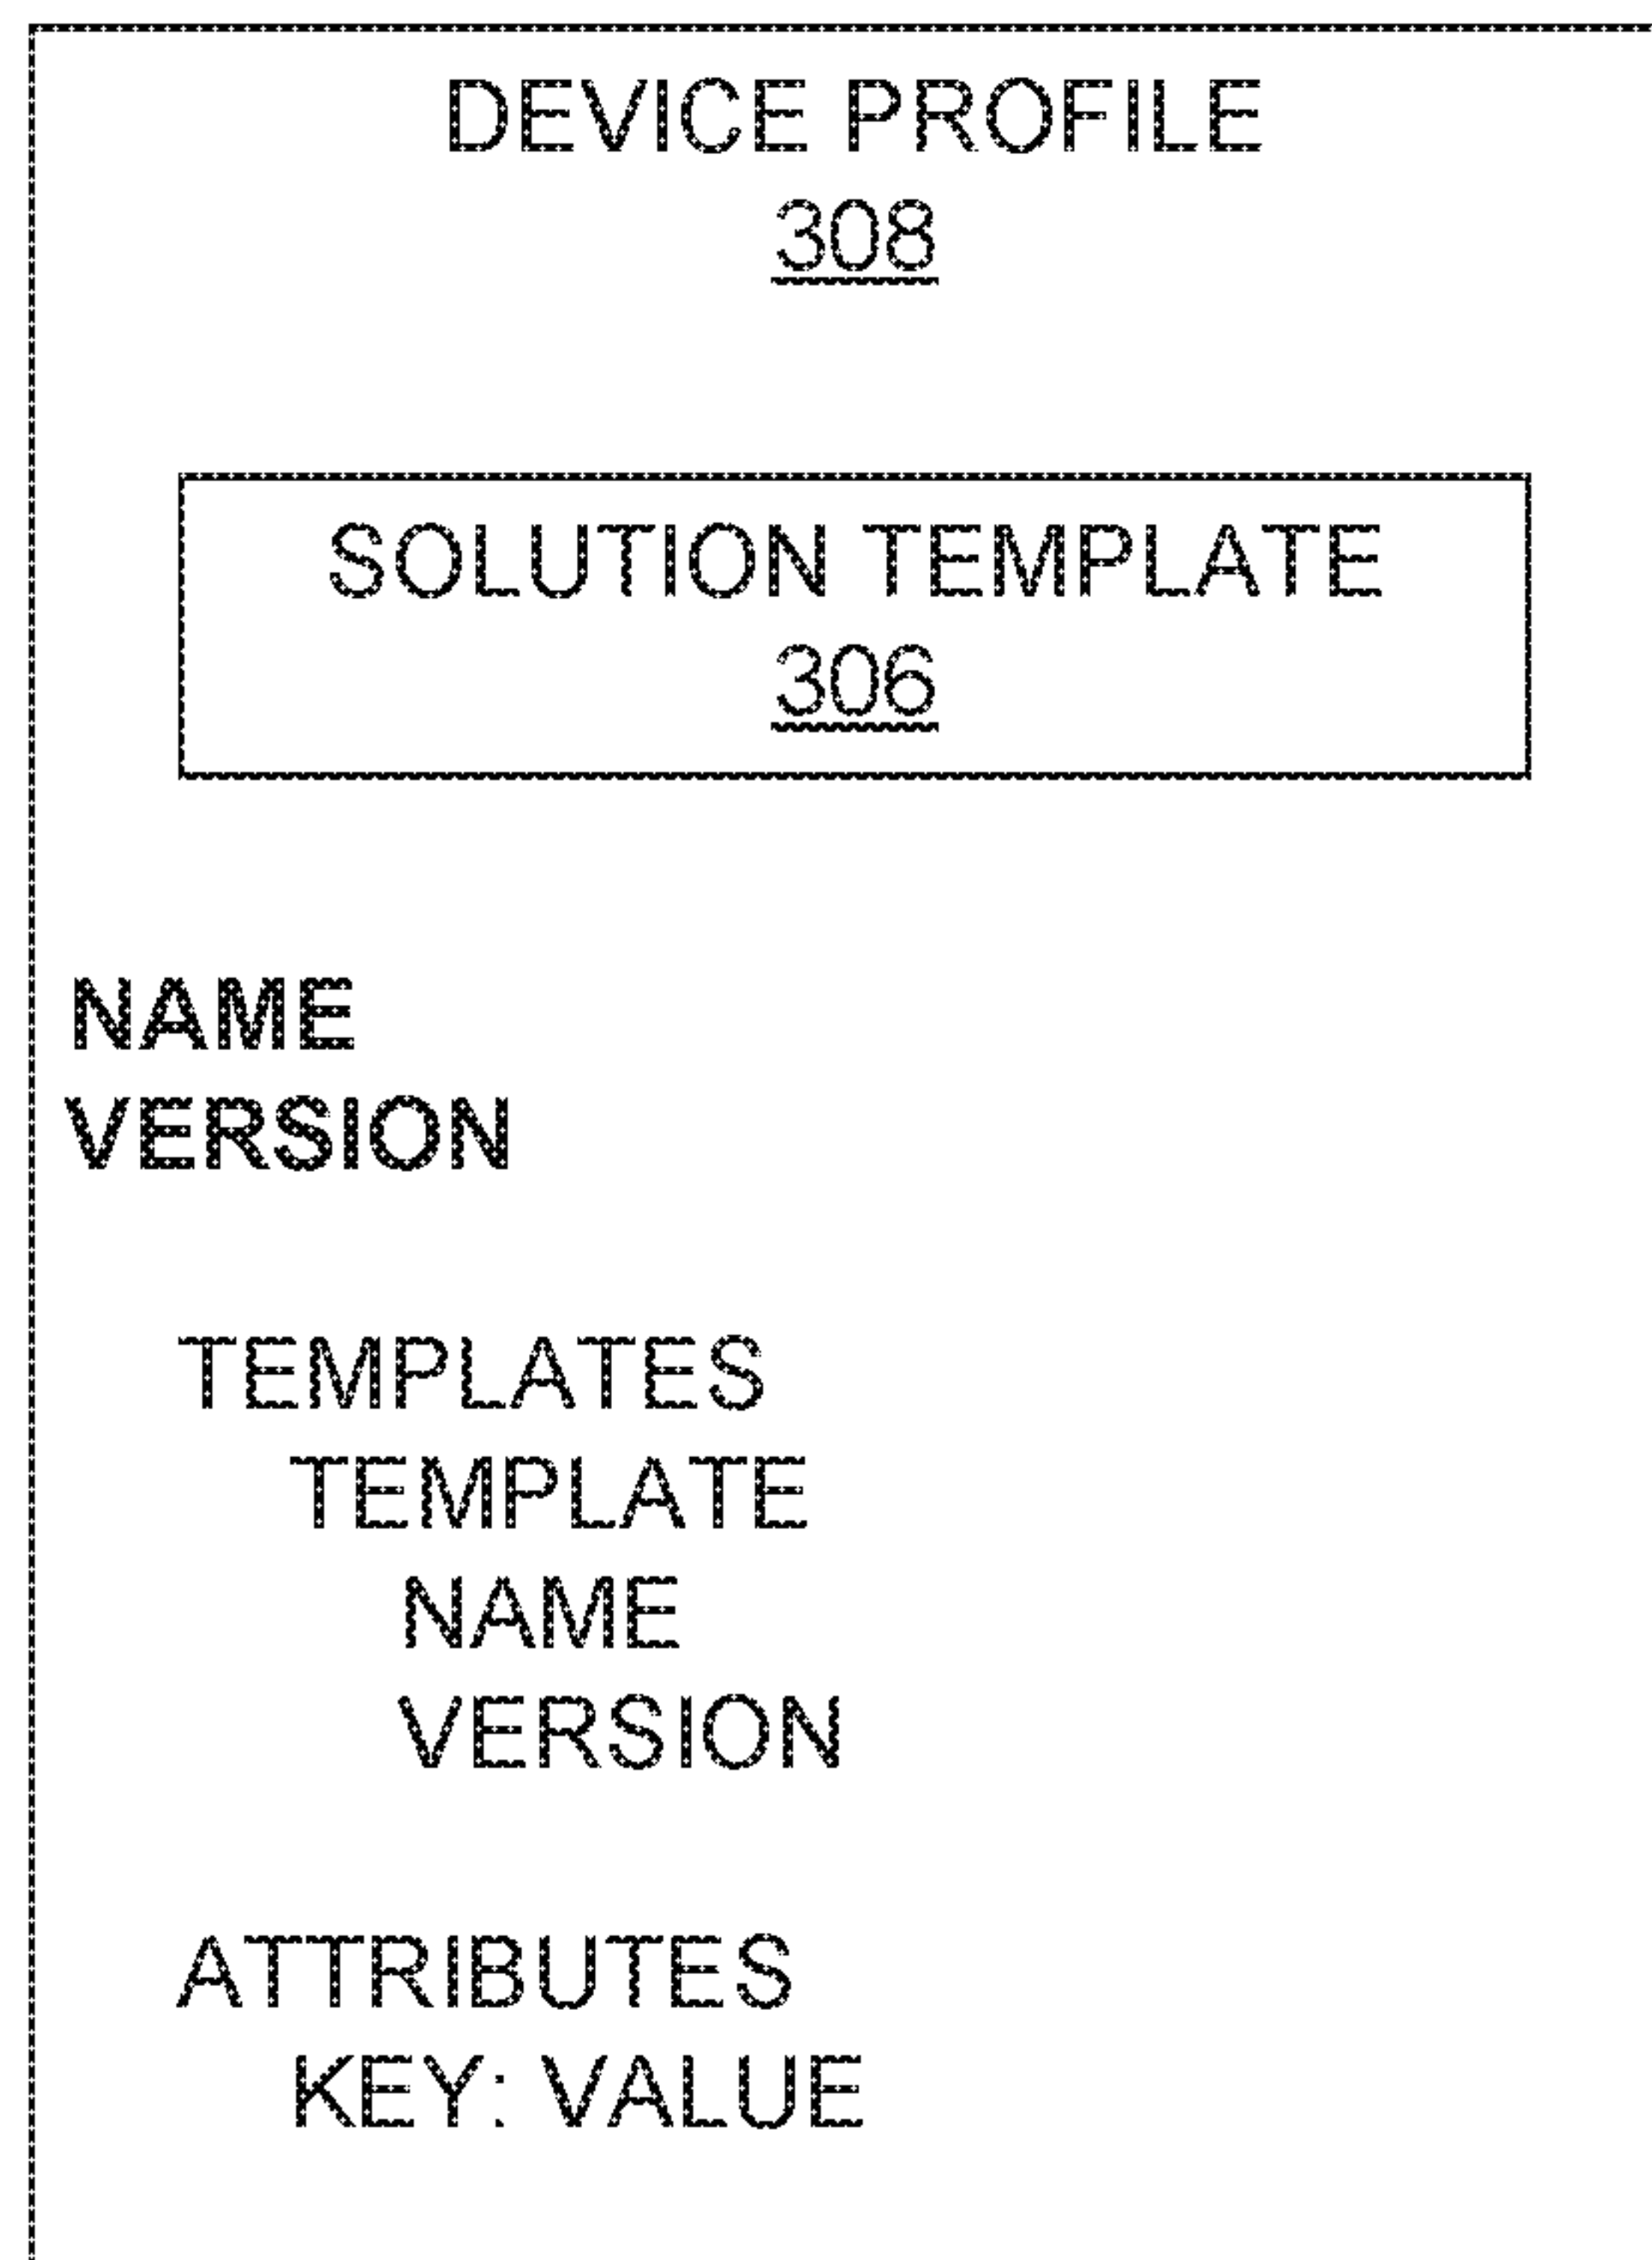 DEVICE PROFILE
308
SOLUTION TEMPLATE
306
NAME
VERSION
TEMPLATES
TEMPLATE
NAME
VERSION
ATTRIBUTES
KEY: VALUE